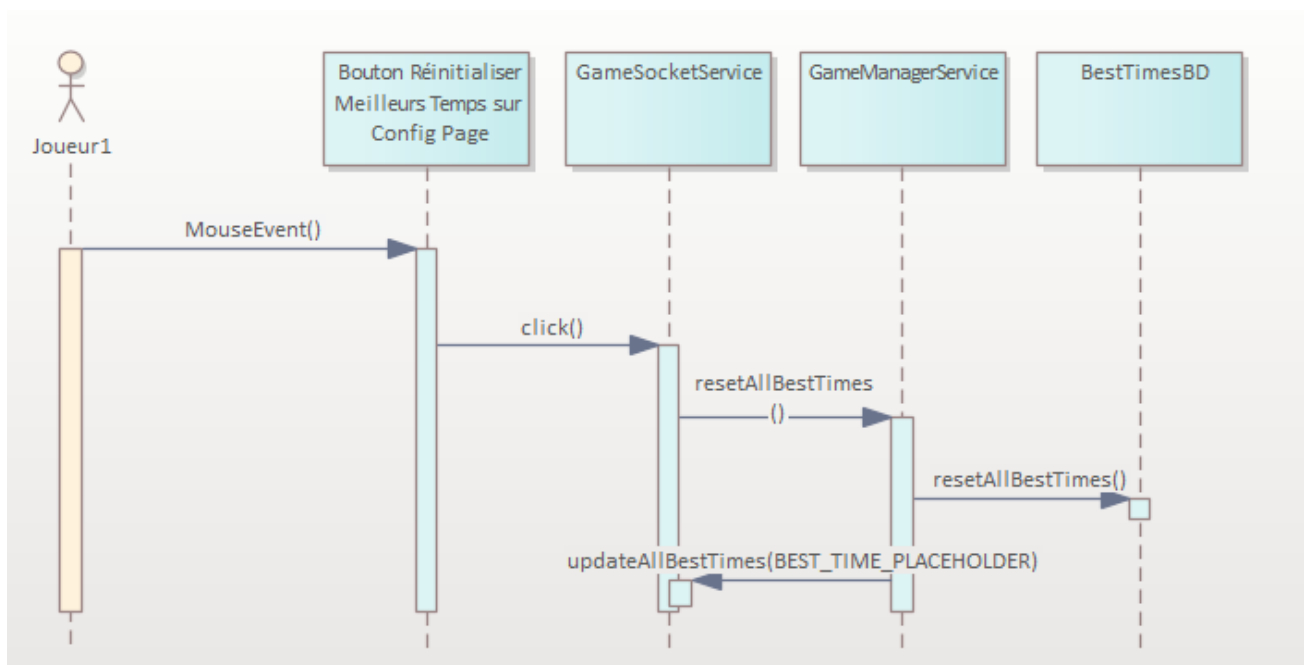 Joueur1
Bouton Réinitialiser
Meilleurs Temps sur
Config Page
GameSocketService
GameManagerService
BestTimesBD
MouseEvent()
click()
resetAllBestTimes
()
resetAllBestTimes()
updateAllBestTimes(BEST_TIME_PLACEHOLDER)